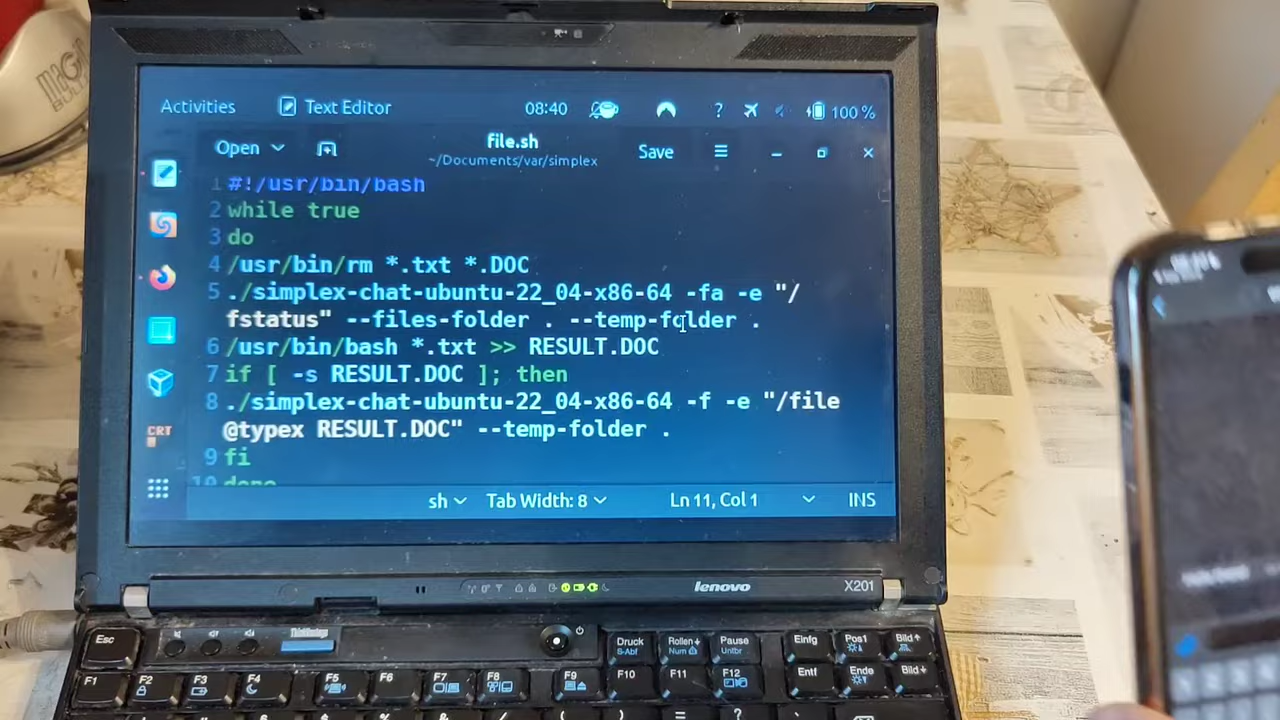 Activities Text Editor 08:40 ? 100 %
Open file.sh Save
~/Documents/var/simplex
1 #!/usr/bin/bash
2 while true
3 do
4 /usr/bin/rm *.txt *.DOC
5 ./simplex-chat-ubuntu-22_04-x86-64 -fa -e "/
fstatus" --files-folder . --temp-folder .
6 /usr/bin/bash *.txt >> RESULT.DOC
7 if [ -s RESULT.DOC ]; then
8 ./simplex-chat-ubuntu-22_04-x86-64 -f -e "/file
@typex RESULT.DOC" --temp-folder .
9 fi
10 done
CRT
sh Tab Width: 8 Ln 11, Col 1 INS
lenovo X201
ThinkVantage
Esc Druck S-Abf Rollen Num Pause Untbr Einfg Pos1 Bild
F1 F2 F3 F4 F5 F6 F7 F8 F9 F10 F11 F12 Entf Ende Bild